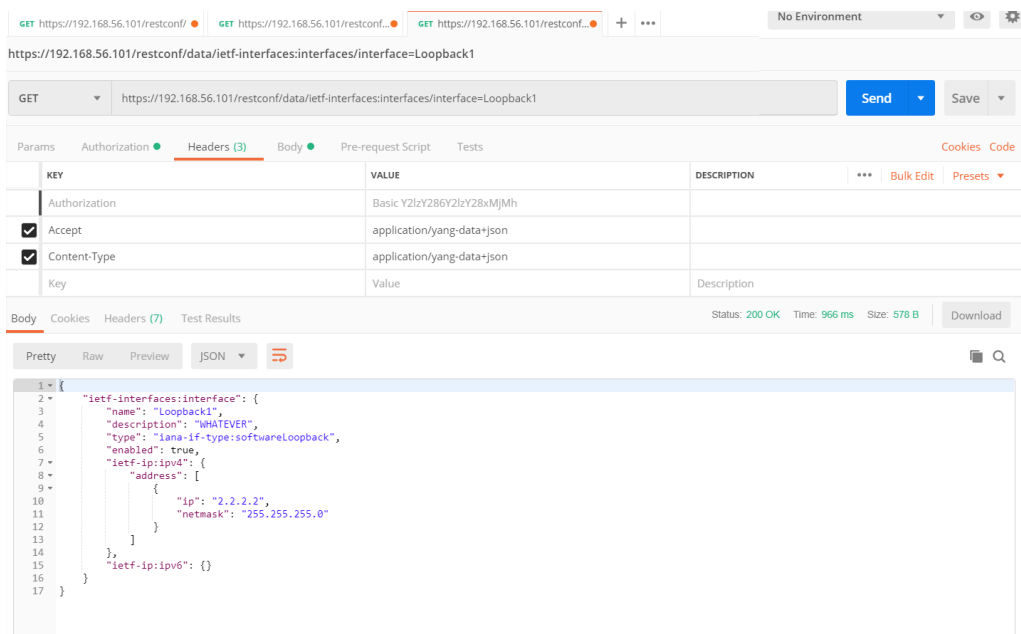 GET https://192.168.56.101/restconf/ GET https://192.168.56.101/restconf... GET https://192.168.56.101/restconf... + ••• No Environment
https://192.168.56.101/restconf/data/ietf-interfaces:interfaces/interface=Loopback1
GET https://192.168.56.101/restconf/data/ietf-interfaces:interfaces/interface=Loopback1 Send Save
Params Authorization Headers (3) Body Pre-request Script Tests Cookies Code
KEY VALUE DESCRIPTION ••• Bulk Edit Presets
Authorization Basic Y2lzY286Y2lzY28xMjMh
Accept application/yang-data+json
Content-Type application/yang-data+json
Key Value Description
Body Cookies Headers (7) Test Results Status: 200 OK Time: 966 ms Size: 578 B Download
Pretty Raw Preview JSON
1 {
2 "ietf-interfaces:interface": {
3 "name": "Loopback1",
4 "description": "WHATEVER",
5 "type": "iana-if-type:softwareLoopback",
6 "enabled": true,
7 "ietf-ip:ipv4": {
8 "address": [
9 {
10 "ip": "2.2.2.2",
11 "netmask": "255.255.255.0"
12 }
13 ]
14 },
15 "ietf-ip:ipv6": {}
16 }
17 }